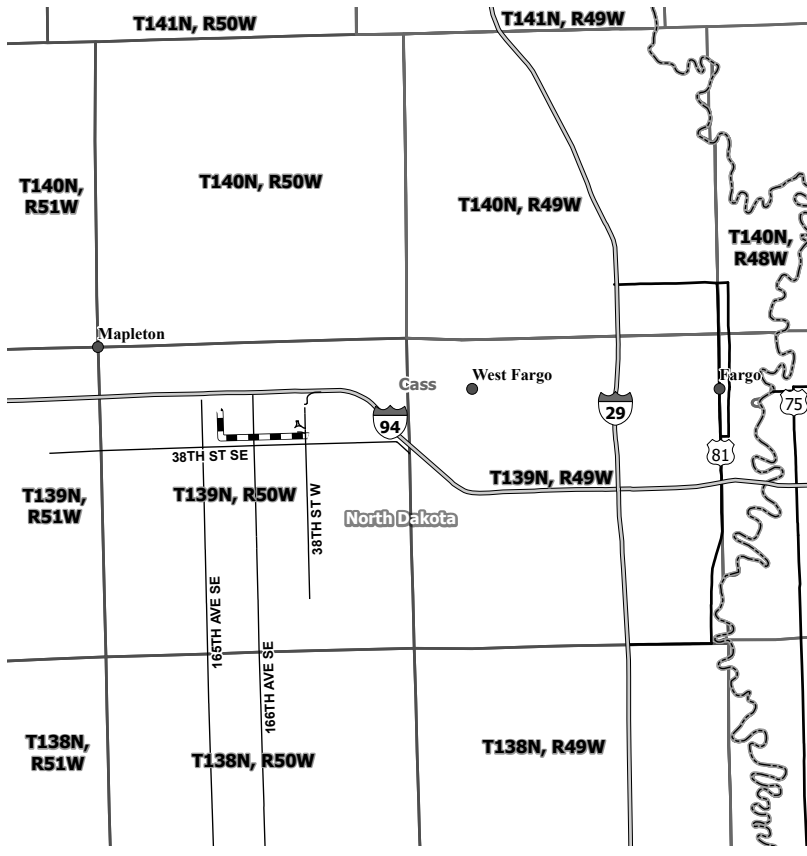 T141N, R50W
T141N, R49W
T140N,
R51W
T140N, R50W
T140N, R49W
T140N,
R48W
Mapleton
Cass
West Fargo
Fargo
94
29
75
81
38TH ST SE
T139N,
R51W
T139N, R50W
T139N, R49W
38TH ST W
North Dakota
165TH AVE SE
166TH AVE SE
T138N,
R51W
T138N, R50W
T138N, R49W